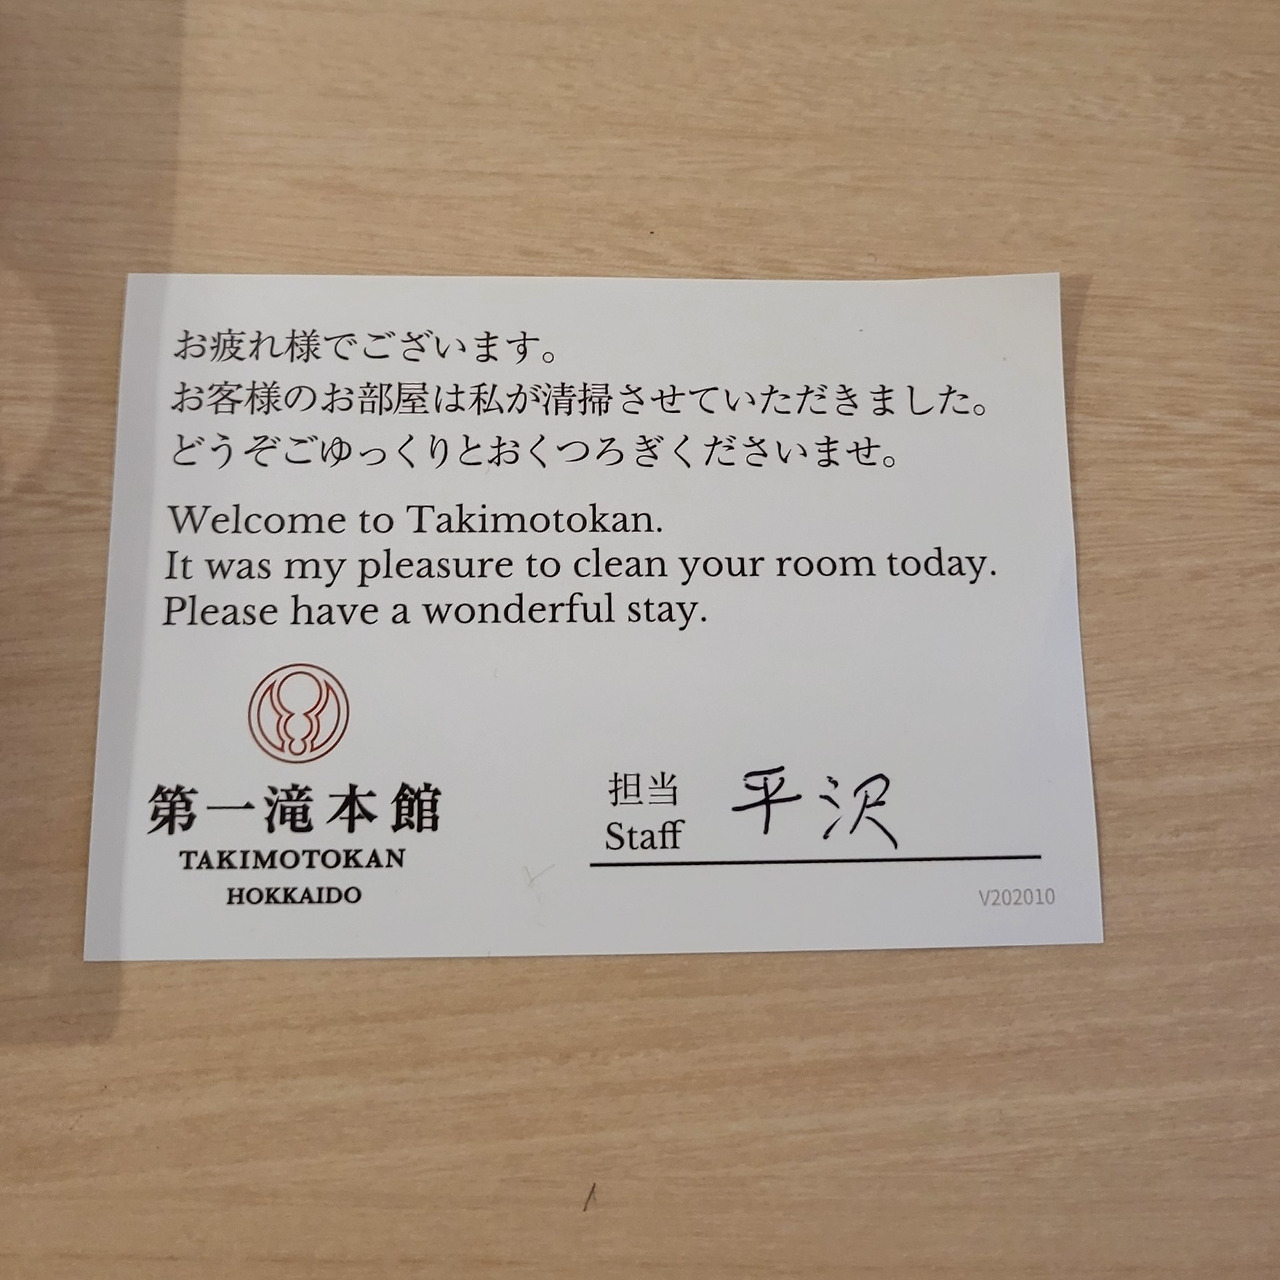 お疲れ様でございます。
お客様のお部屋は私が清掃させていただきました。
どうぞごゆっくりとおくつろぎくださいませ。
Welcome to Takimotokan.
It was my pleasure to clean your room today.
Please have a wonderful stay.
第一滝本館
TAKIMOTOKAN
HOKKAIDO
担当 平沢
Staff
V202010